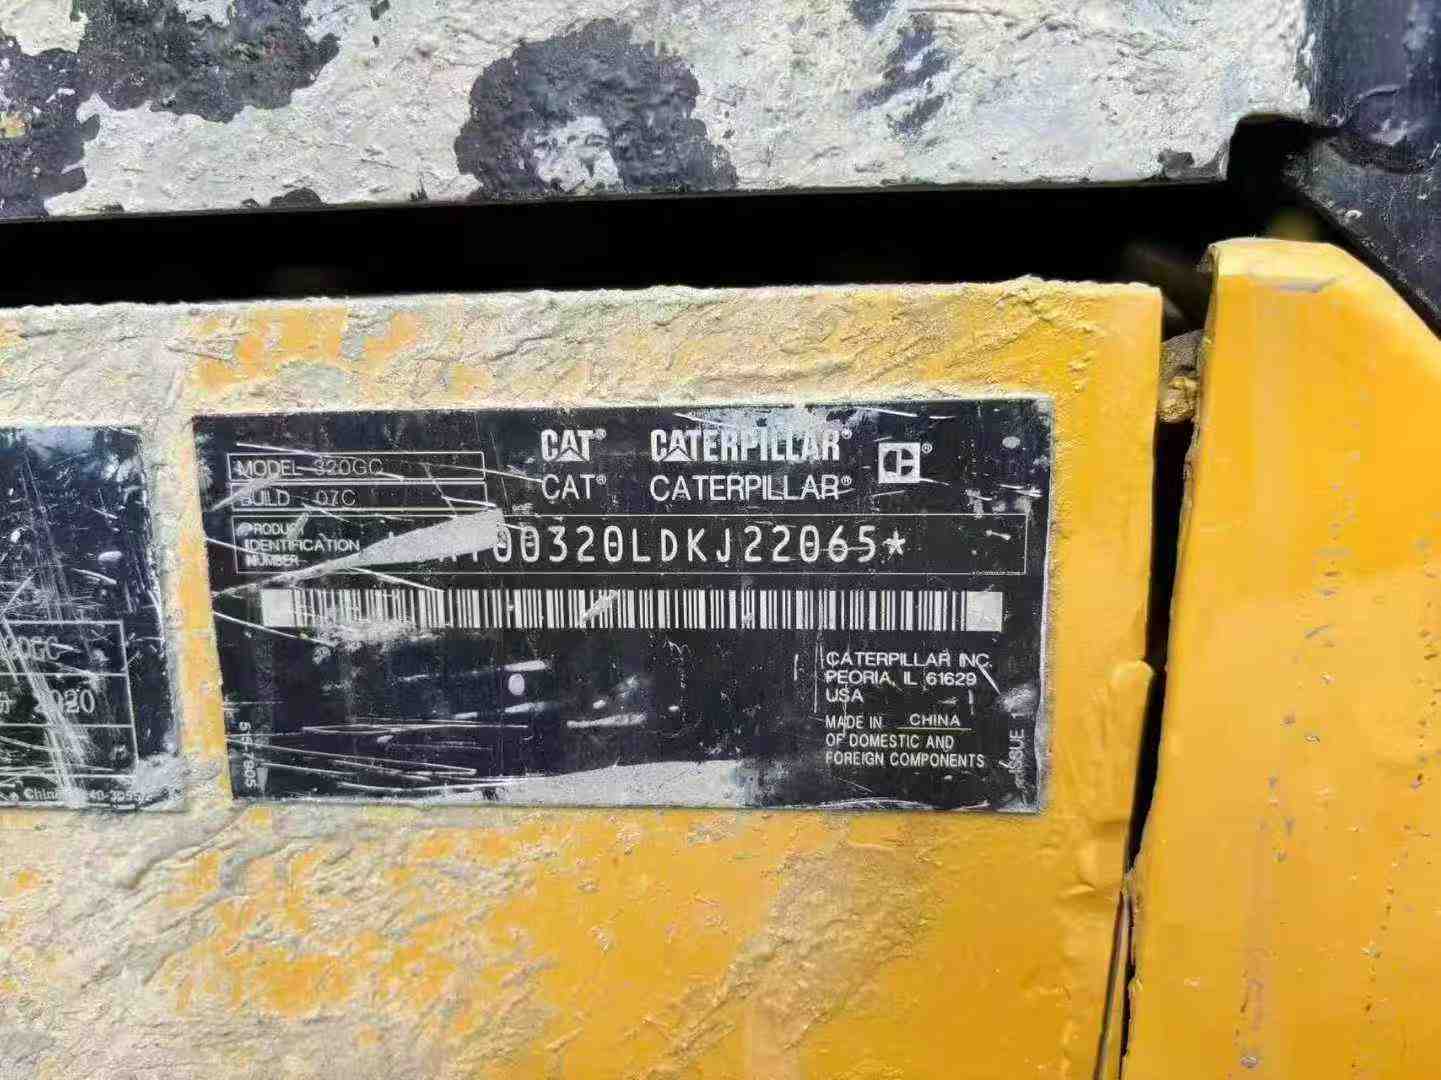 CAT® CATERPILLAR®
CAT® CATERPILLAR®
MODEL 320GC
BUILD 07C
PRODUCT
IDENTIFICATION
NUMBER
00320LDKJ22065*
CATERPILLAR INC.
PEORIA, IL 61629
USA
MADE IN CHINA
OF DOMESTIC AND
FOREIGN COMPONENTS
ISSUE 1
2020